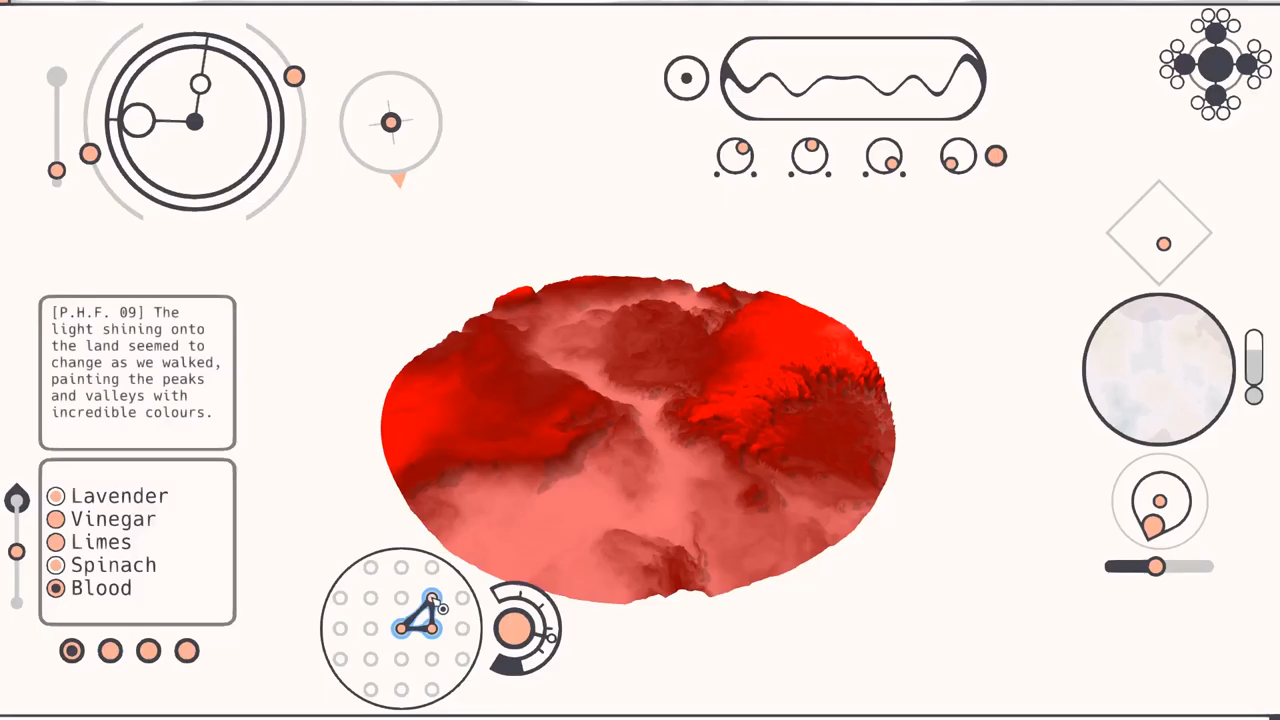 [P.H.F. 09] The
light shining onto
the land seemed to
change as we walked,
painting the peaks
and valleys with
incredible colours.
Lavender
Vinegar
Limes
Spinach
Blood